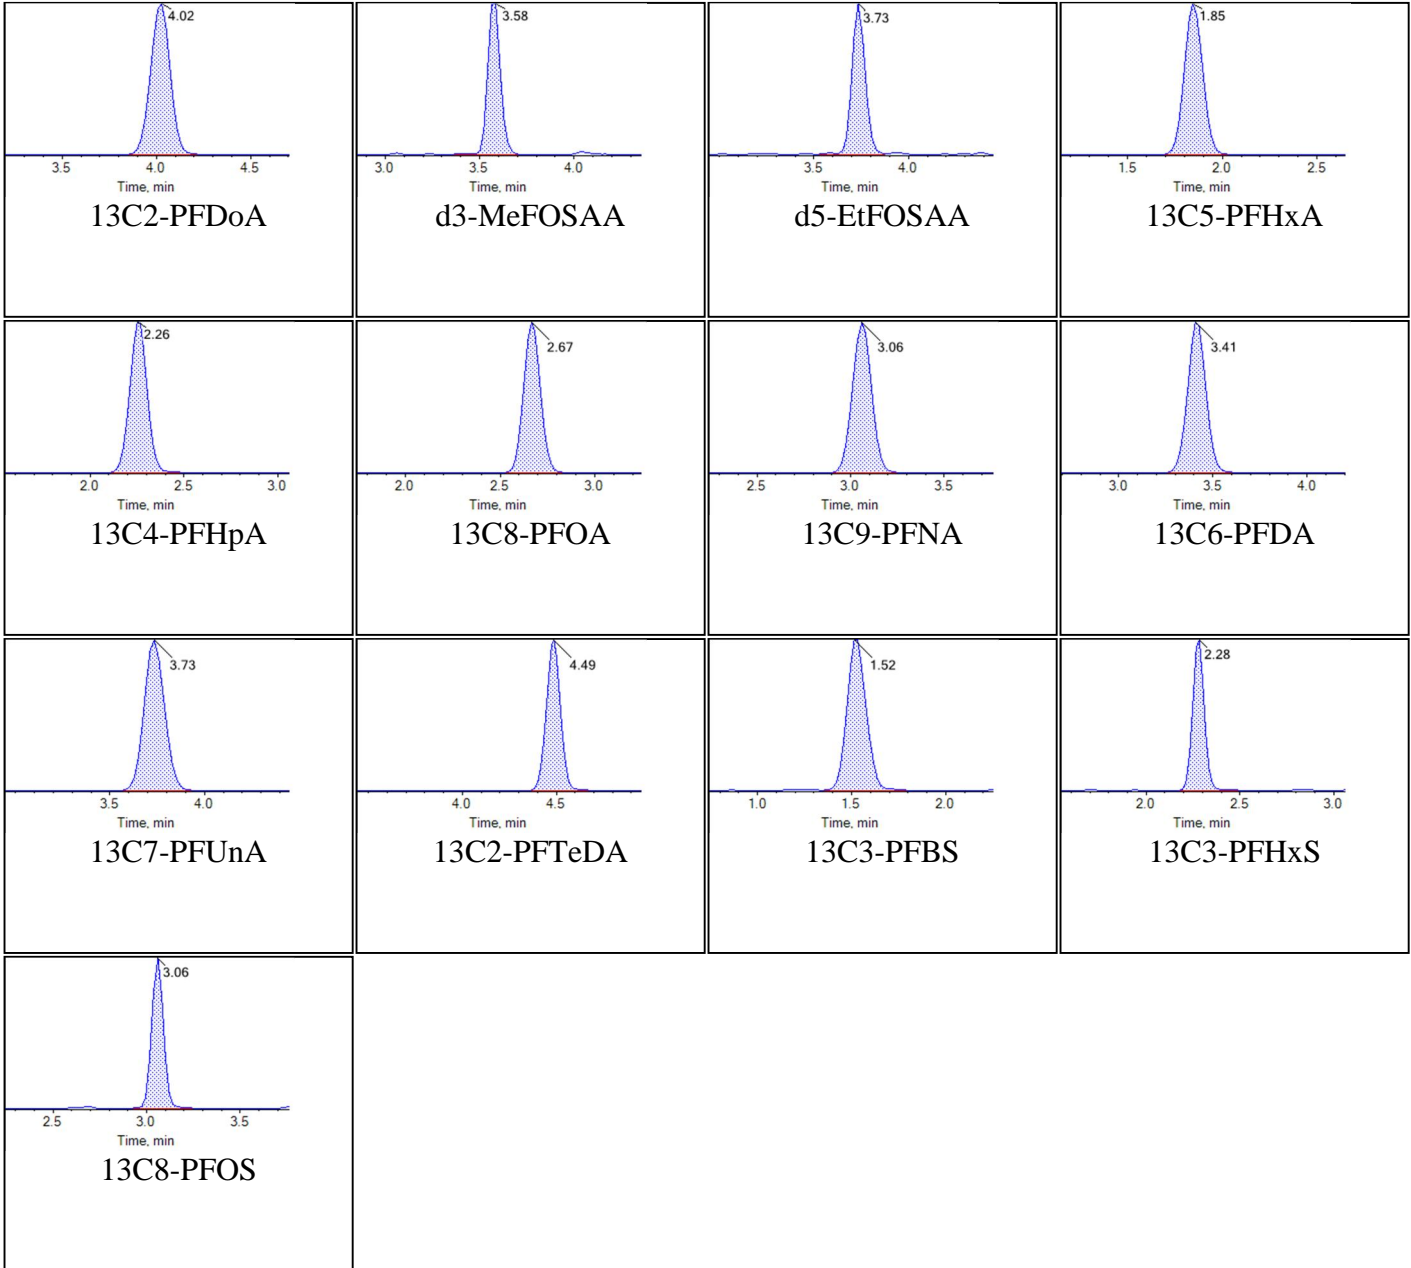 4.02
3.5 4.0 4.5
Time, min
13C2-PFDoA
3.58
3.0 3.5 4.0
Time, min
d3-MeFOSAA
3.73
3.5 4.0
Time, min
d5-EtFOSAA
1.85
1.5 2.0 2.5
Time, min
13C5-PFHxA
2.26
2.0 2.5 3.0
Time, min
13C4-PFHpA
2.67
2.0 2.5 3.0
Time, min
13C8-PFOA
3.06
2.5 3.0 3.5
Time, min
13C9-PFNA
3.41
3.0 3.5 4.0
Time, min
13C6-PFDA
3.73
3.5 4.0
Time, min
13C7-PFUnA
4.49
4.0 4.5
Time, min
13C2-PFTeDA
1.52
1.0 1.5 2.0
Time, min
13C3-PFBS
2.28
2.0 2.5 3.0
Time, min
13C3-PFHxS
3.06
2.5 3.0 3.5
Time, min
13C8-PFOS